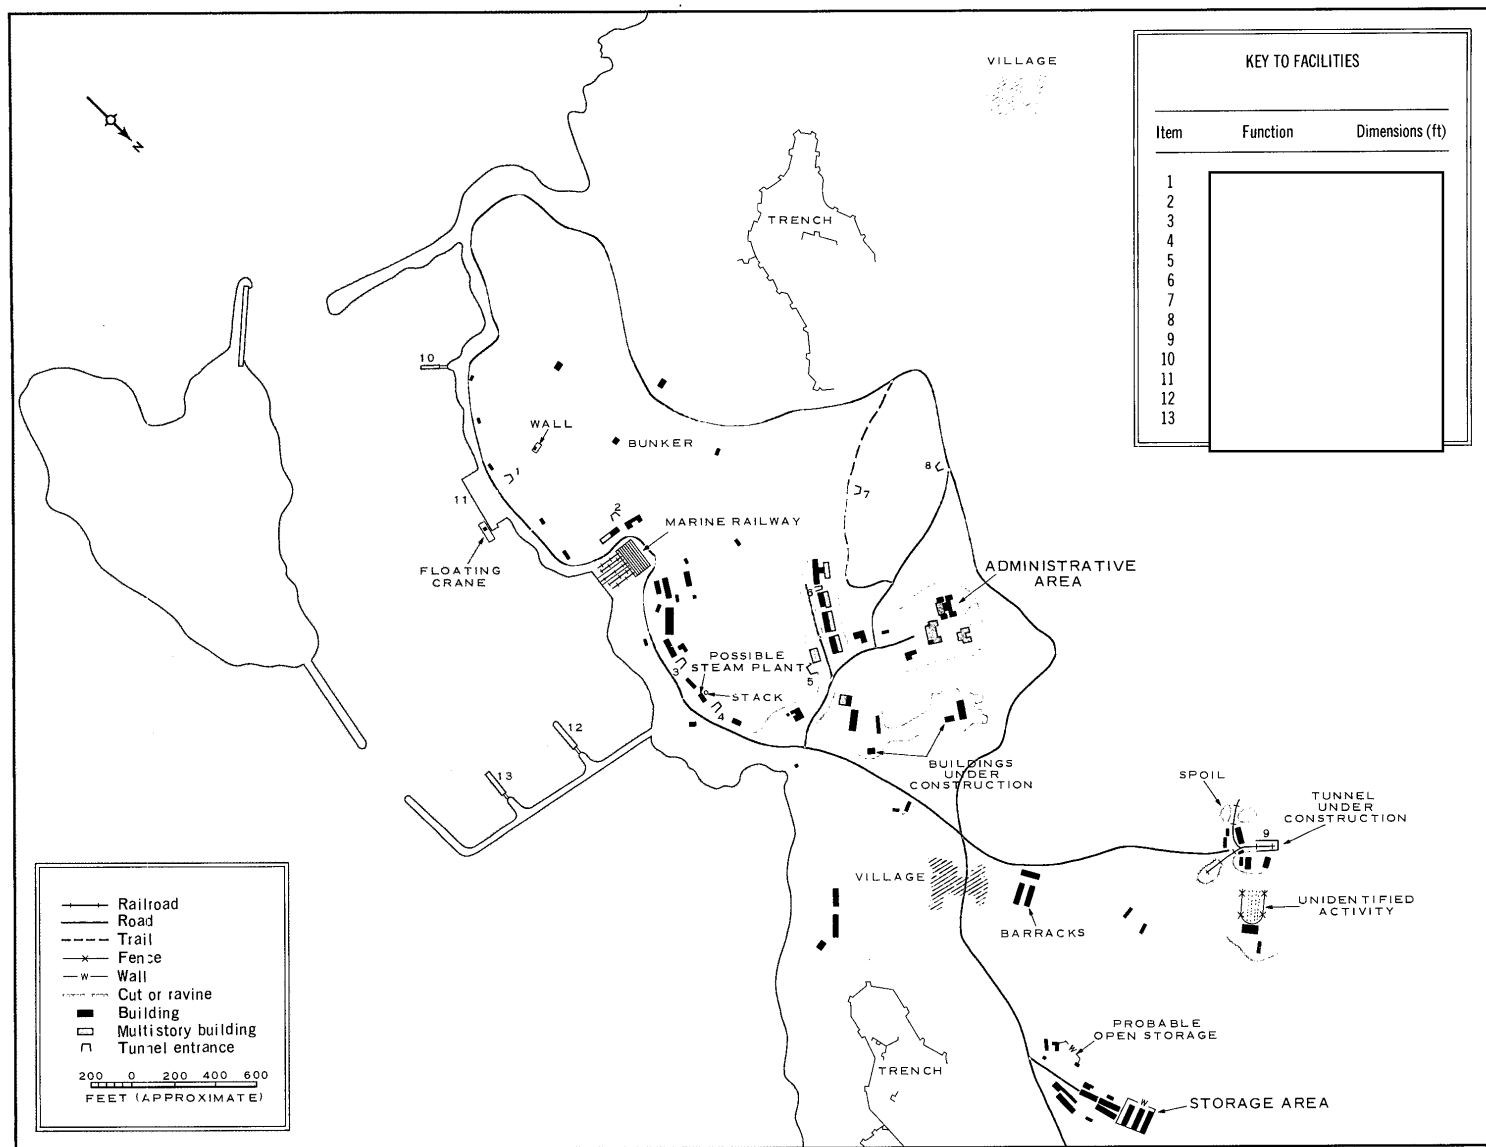 VILLAGE
KEY TO FACILITIES
Item Function Dimensions (ft)
1
2
3
4
5
6
7
8
9
10
11
12
13
N
TRENCH
10
WALL
BUNKER
1
8
7
11
2
MARINE RAILWAY
FLOATING
CRANE
ADMINISTRATIVE
AREA
6
POSSIBLE
STEAM PLANT
3
5
STACK
4
12
13
BUILDINGS
UNDER
CONSTRUCTION
SPOIL
TUNNEL
UNDER
CONSTRUCTION
9
VILLAGE
UNIDENTIFIED
ACTIVITY
BARRACKS
Railroad
Road
Trail
Fence
W Wall
Cut or ravine
Building
Multistory building
Tunnel entrance
200 0 200 400 600
FEET (APPROXIMATE)
PROBABLE
OPEN STORAGE
W
TRENCH
W
STORAGE AREA